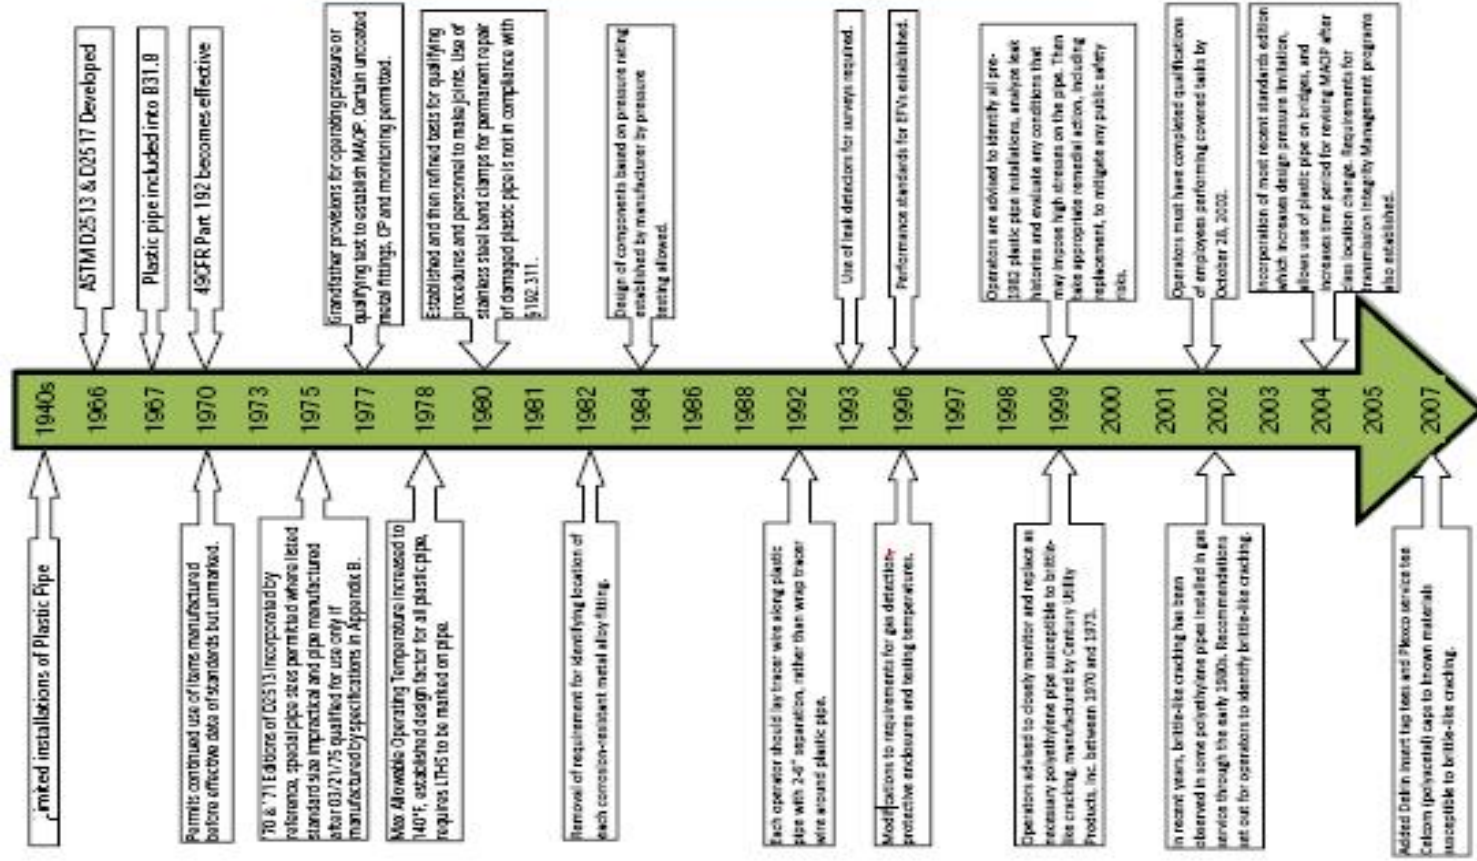 ASTM D2513 & D2517 Developed
Plastic pipe included into B31.8
49CFR Part 192 becomes effective
Grandfather provisions for operating pressure or
qualifying test to establish MAOP. Certain uncoated
metal fittings, CP and monitoring permitted.
Established and then refined tests for qualifying
procedures and personnel to make joints. Use of
stainless steel band clamps for permanent repair
of damaged plastic pipe is not in compliance with
§192.311.
Design of components based on pressure rating
established by manufacturer by pressure
testing allowed.
Use of leak detectors for surveys required.
Performance standards for EFVs established.
Operators are advised to identify all pre-
1982 plastic pipe installations, analyze leak
histories and evaluate any conditions that
may impose high stresses on the pipe. Then
take appropriate remedial action, including
replacement, to mitigate any public safety
risks.
Operators must have completed qualifications
of employees performing covered tasks by
October 28, 2002.
Incorporation of most recent standards edition
which increases design pressure limitation,
allows use of plastic pipe on bridges, and
increases time period for revising MAOP after
class location change. Requirements for
Transmission Integrity Management programs
also established.
1940s
1966
1967
1970
1973
1975
1977
1978
1980
1981
1982
1984
1986
1988
1992
1993
1996
1997
1998
1999
2000
2001
2002
2003
2004
2005
2007
Limited installations of Plastic Pipe
Permits continued use of items manufactured
before effective date of standards but unmarked.
'70 & '71 Editions of D2513 incorporated by
reference, special pipe sizes permitted where listed
standard size impractical and pipe manufactured
after 03/21/75 qualified for use only if
manufactured by specifications in Appendix B.
Max Allowable Operating Temperature increased to
140°F, established design factor for all plastic pipe,
requires LTHS to be marked on pipe.
Removal of requirement for identifying location of
each corrosion-resistant metal alloy fitting.
Each operator should lay tracer wire along plastic
pipe with 2-6" separation, rather than wrap tracer
wire around plastic pipe.
Modifications to requirements for gas detection,
protective enclosures and testing temperatures.
Operators advised to closely monitor and replace as
necessary polyethylene pipe susceptible to brittle-
like cracking, manufactured by Century Utility
Products, Inc. between 1970 and 1973.
In recent years, brittle-like cracking has been
observed in some polyethylene pipes installed in gas
service through the early 1980s. Recommendations
set out for operators to identify brittle-like cracking.
Added Delrin insert tap tees and Plexco service tee
Celcon (polyacetal) caps to known materials
susceptible to brittle-like cracking.